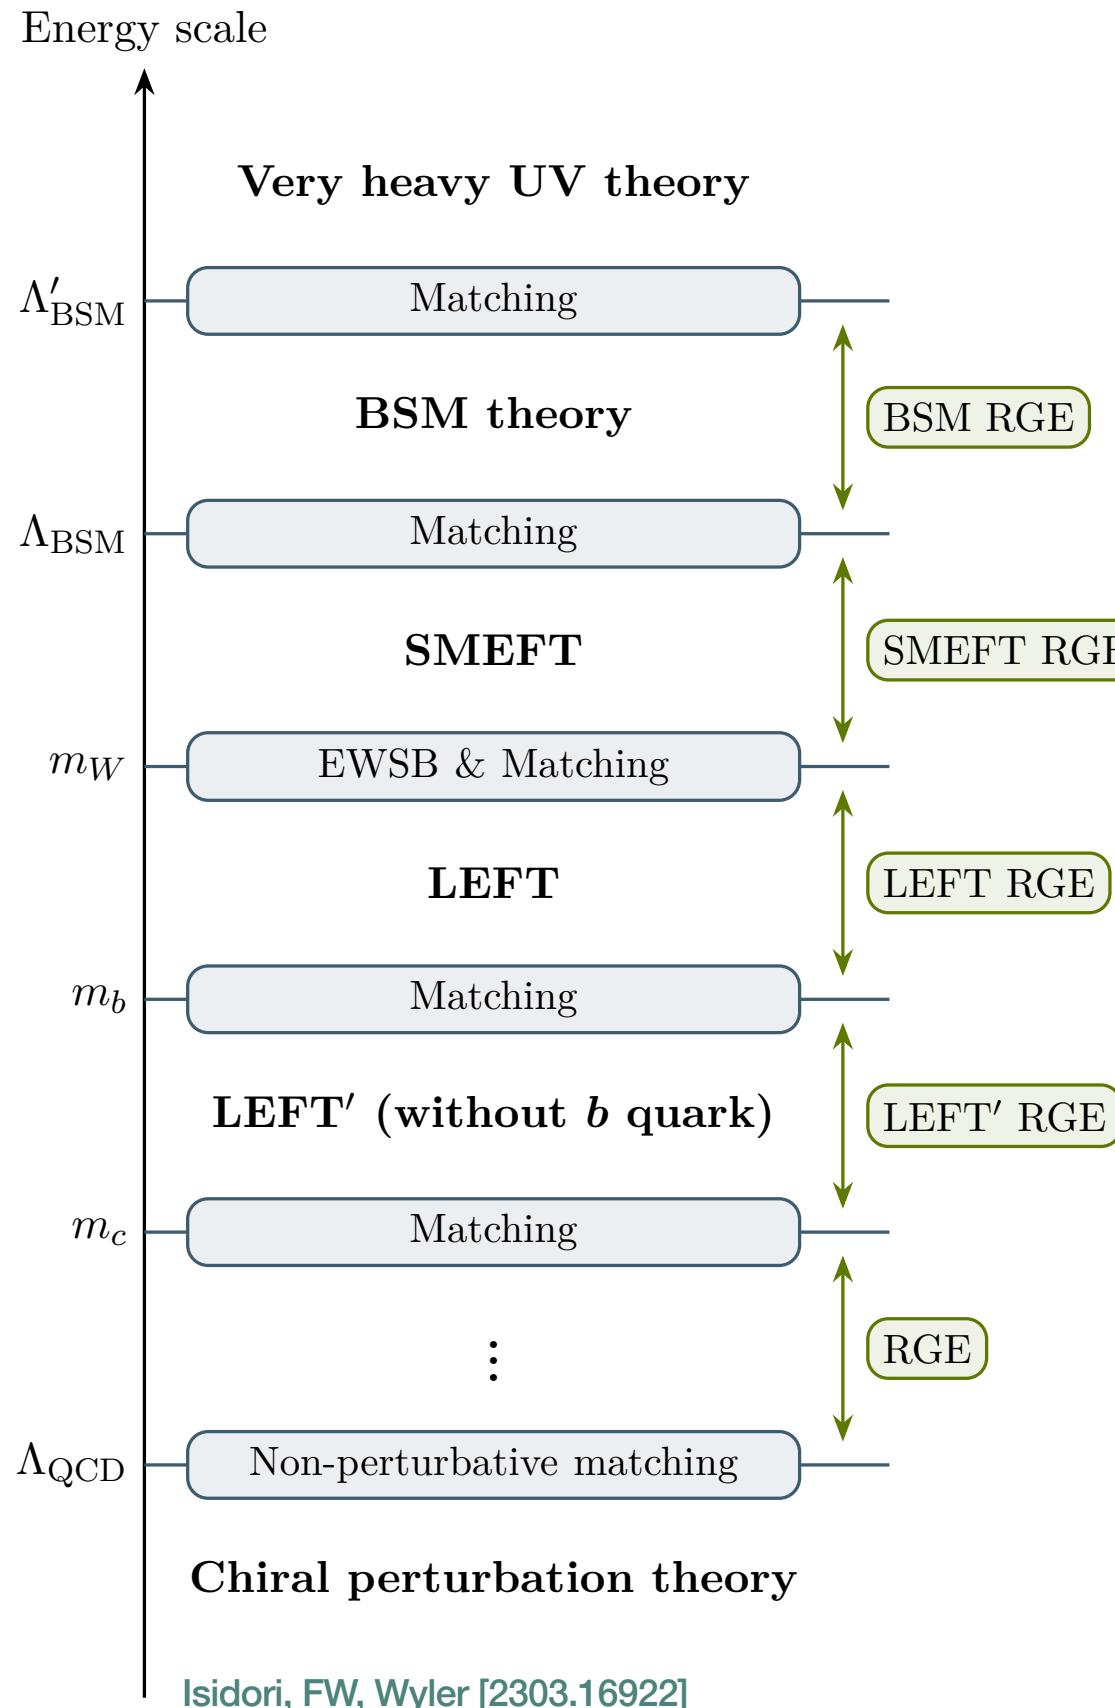 Energy scale
Very heavy UV theory
Λ′BSM
Matching
BSM theory
BSM RGE
ΛBSM
Matching
SMEFT
SMEFT RGE
mW
EWSB & Matching
LEFT
LEFT RGE
mb
Matching
LEFT′ (without b quark)
LEFT′ RGE
mc
Matching
⋮
RGE
ΛQCD
Non-perturbative matching
Chiral perturbation theory
Isidori, FW, Wyler [2303.16922]